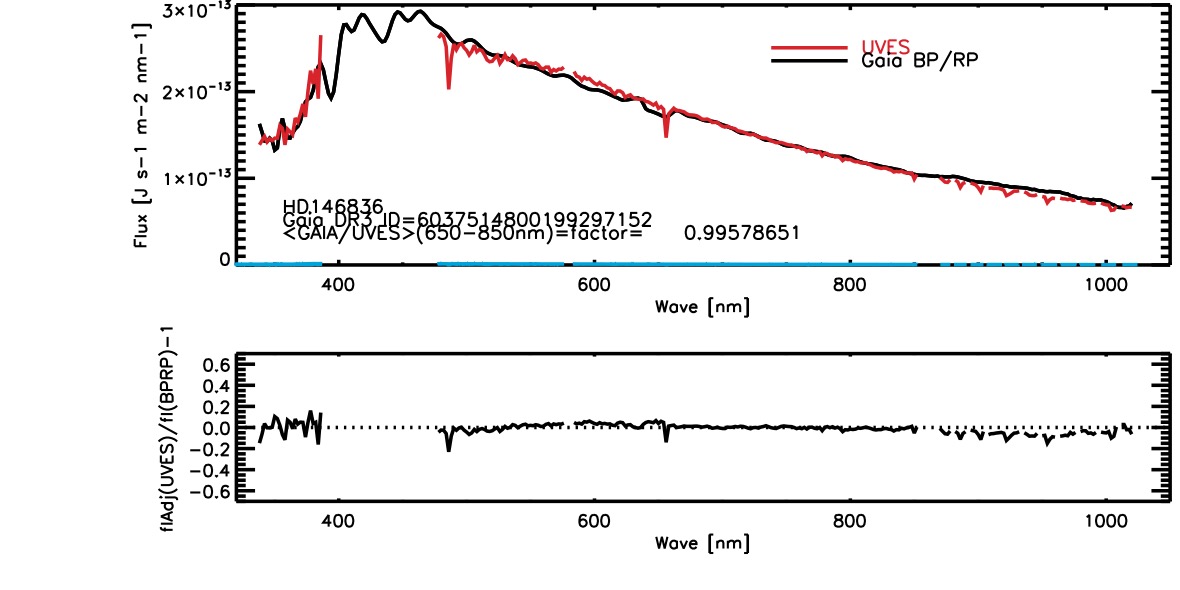 3×10−13
2×10−13
1×10−13
0
Flux [J s−1 m−2 nm−1]
UVES
Gaia BP/RP
HD146836
Gaia DR3 ID=6037514800199297152
<GAIA/UVES>(650−850nm)=factor= 0.99578651
400 600 800 1000
Wave [nm]
flAdj(UVES)/fl(BPRP)−1
0.6
0.4
0.2
0.0
−0.2
−0.4
−0.6
400 600 800 1000
Wave [nm]